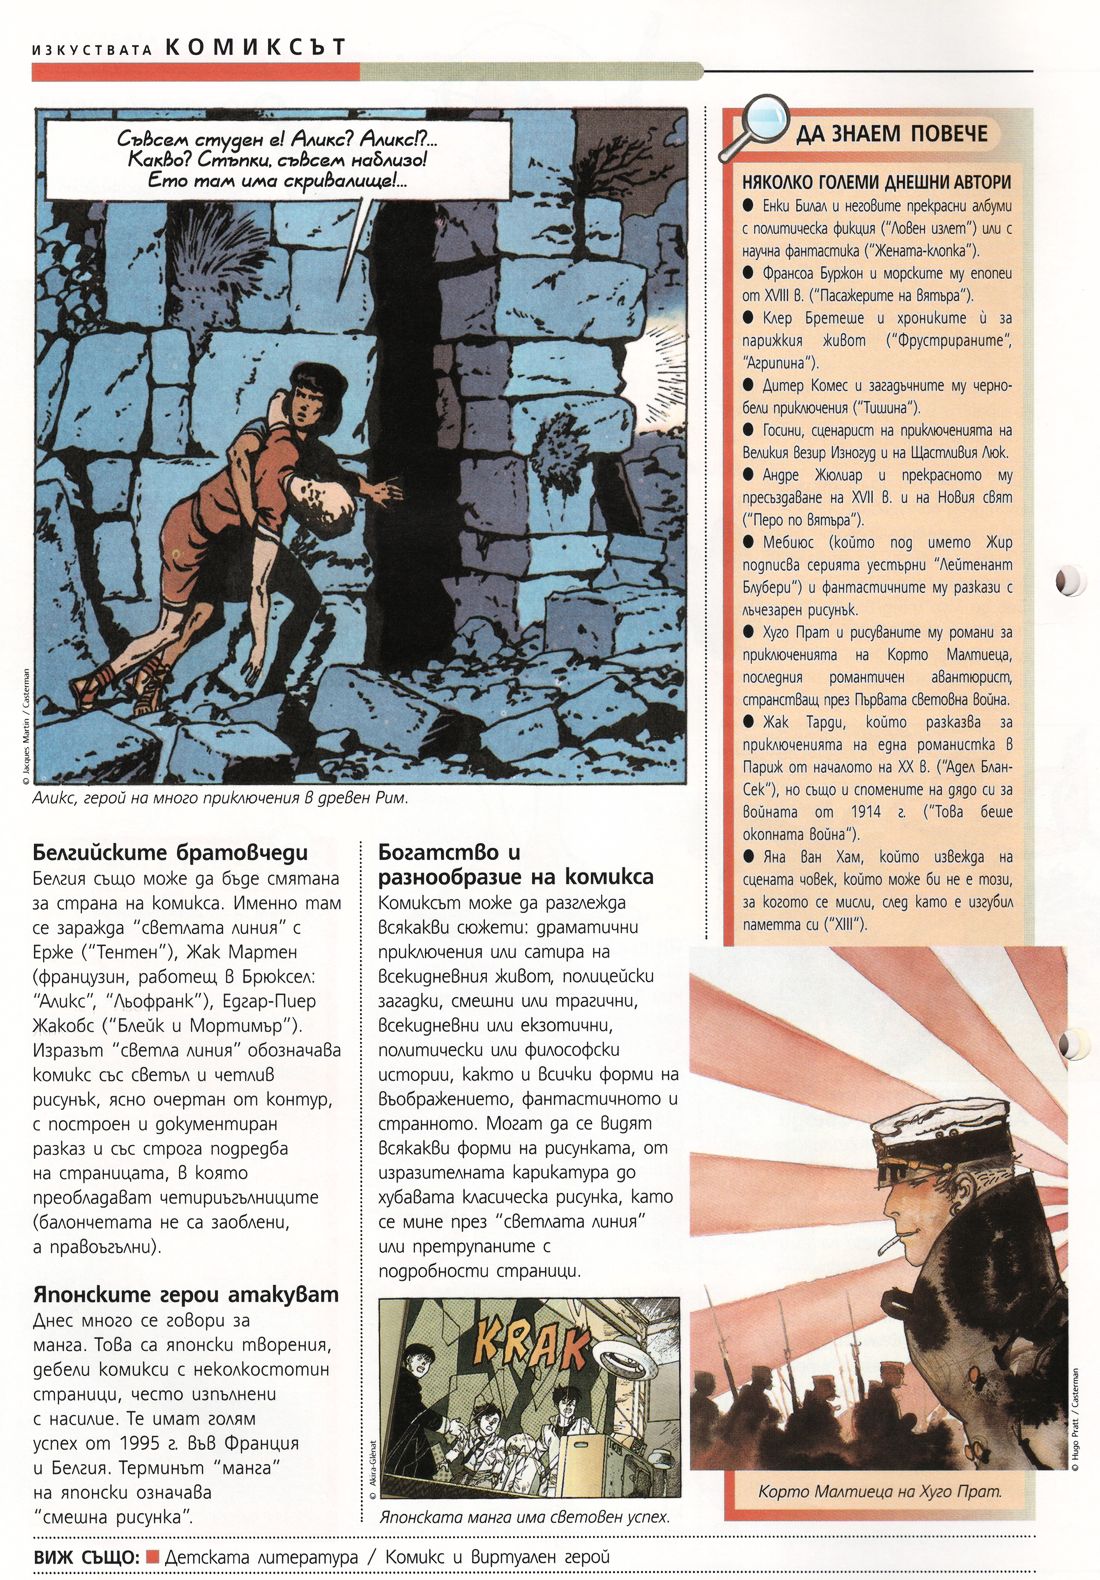 ИЗКУСТВАТА КОМИКСЪТ
Съвсем студен е! Аликс? Аликс!?...
Какво? Стъпки, съвсем наблизо!
Ето там има скривалище!...
© Jacques Martin / Casterman
Аликс, герой на много приключения в древен Рим.
Белгийските братовчеди
Белгия също може да бъде смятана
за страна на комикса. Именно там
се заражда “светлата линия” с
Ерже (“Тентен”), Жак Мартен
(французин, работещ в Брюксел:
“Аликс”, “Льофранк”), Едгар-Пиер
Жакобс (“Блейк и Мортимър”).
Изразът “светла линия” обозначава
комикс със светъл и четлив
рисунък, ясно очертан от контур,
с построен и документиран
разказ и със строга подредба
на страницата, в която
преобладават четириъгълниците
(балончетата не са заоблени,
а правоъгълни).
Японските герои атакуват
Днес много се говори за
манга. Това са японски творения,
дебели комикси с неколкостотин
страници, често изпълнени
с насилие. Те имат голям
успех от 1995 г. във Франция
и Белгия. Терминът “манга”
на японски означава
“смешна рисунка”.
Богатство и
разнообразие на комикса
Комиксът може да разглежда
всякакви сюжети: драматични
приключения или сатира на
всекидневния живот, полицейски
загадки, смешни или трагични,
всекидневни или екзотични,
политически или философски
истории, както и всички форми на
въображението, фантастичното и
странното. Могат да се видят
всякакви форми на рисунката, от
изразителната карикатура до
хубавата класическа рисунка, като
се мине през “светлата линия”
или претрупаните с
подробности страници.
KRAK
© Akira-Glénat
Японската манга има световен успех.
ДА ЗНАЕМ ПОВЕЧЕ
НЯКОЛКО ГОЛЕМИ ДНЕШНИ АВТОРИ
● Енки Билал и неговите прекрасни албуми
с политическа фикция (“Ловен излет”) или с
научна фантастика (“Жената-клопка”).
● Франсоа Буржон и морските му епопеи
от XVIII в. (“Пасажерите на вятъра”).
● Клер Бретеше и хрониките ѝ за
парижкия живот (“Фрустрираните”,
“Агрипина”).
● Дитер Комес и загадъчните му черно-
бели приключения (“Тишина”).
● Госини, сценарист на приключенията на
Великия везир Изногуд и на Щастливия Люк.
● Андре Жюлиар и прекрасното му
пресъздаване на XVII в. и на Новия свят
(“Перо по вятъра”).
● Мебиюс (който под името Жир
подписва серията уестърни “Лейтенант
Блубери”) и фантастичните му разкази с
лъчезарен рисунък.
● Хуго Прат и рисуваните му романи за
приключенията на Корто Малтиеца,
последния романтичен авантюрист,
странстващ през Първата световна война.
● Жак Тарди, който разказва за
приключенията на една романистка в
Париж от началото на XX в. (“Адел Блан-
Сек”), но също и спомените на дядо си за
войната от 1914 г. (“Това беше
окопната война”).
● Яна ван Хам, който извежда на
сцената човек, който може би не е този,
за когото се мисли, след като е изгубил
паметта си (“XIII”).
© Hugo Pratt / Casterman
Корто Малтиеца на Хуго Прат.
ВИЖ СЪЩО: ■ Детската литература / Комикс и виртуален герой